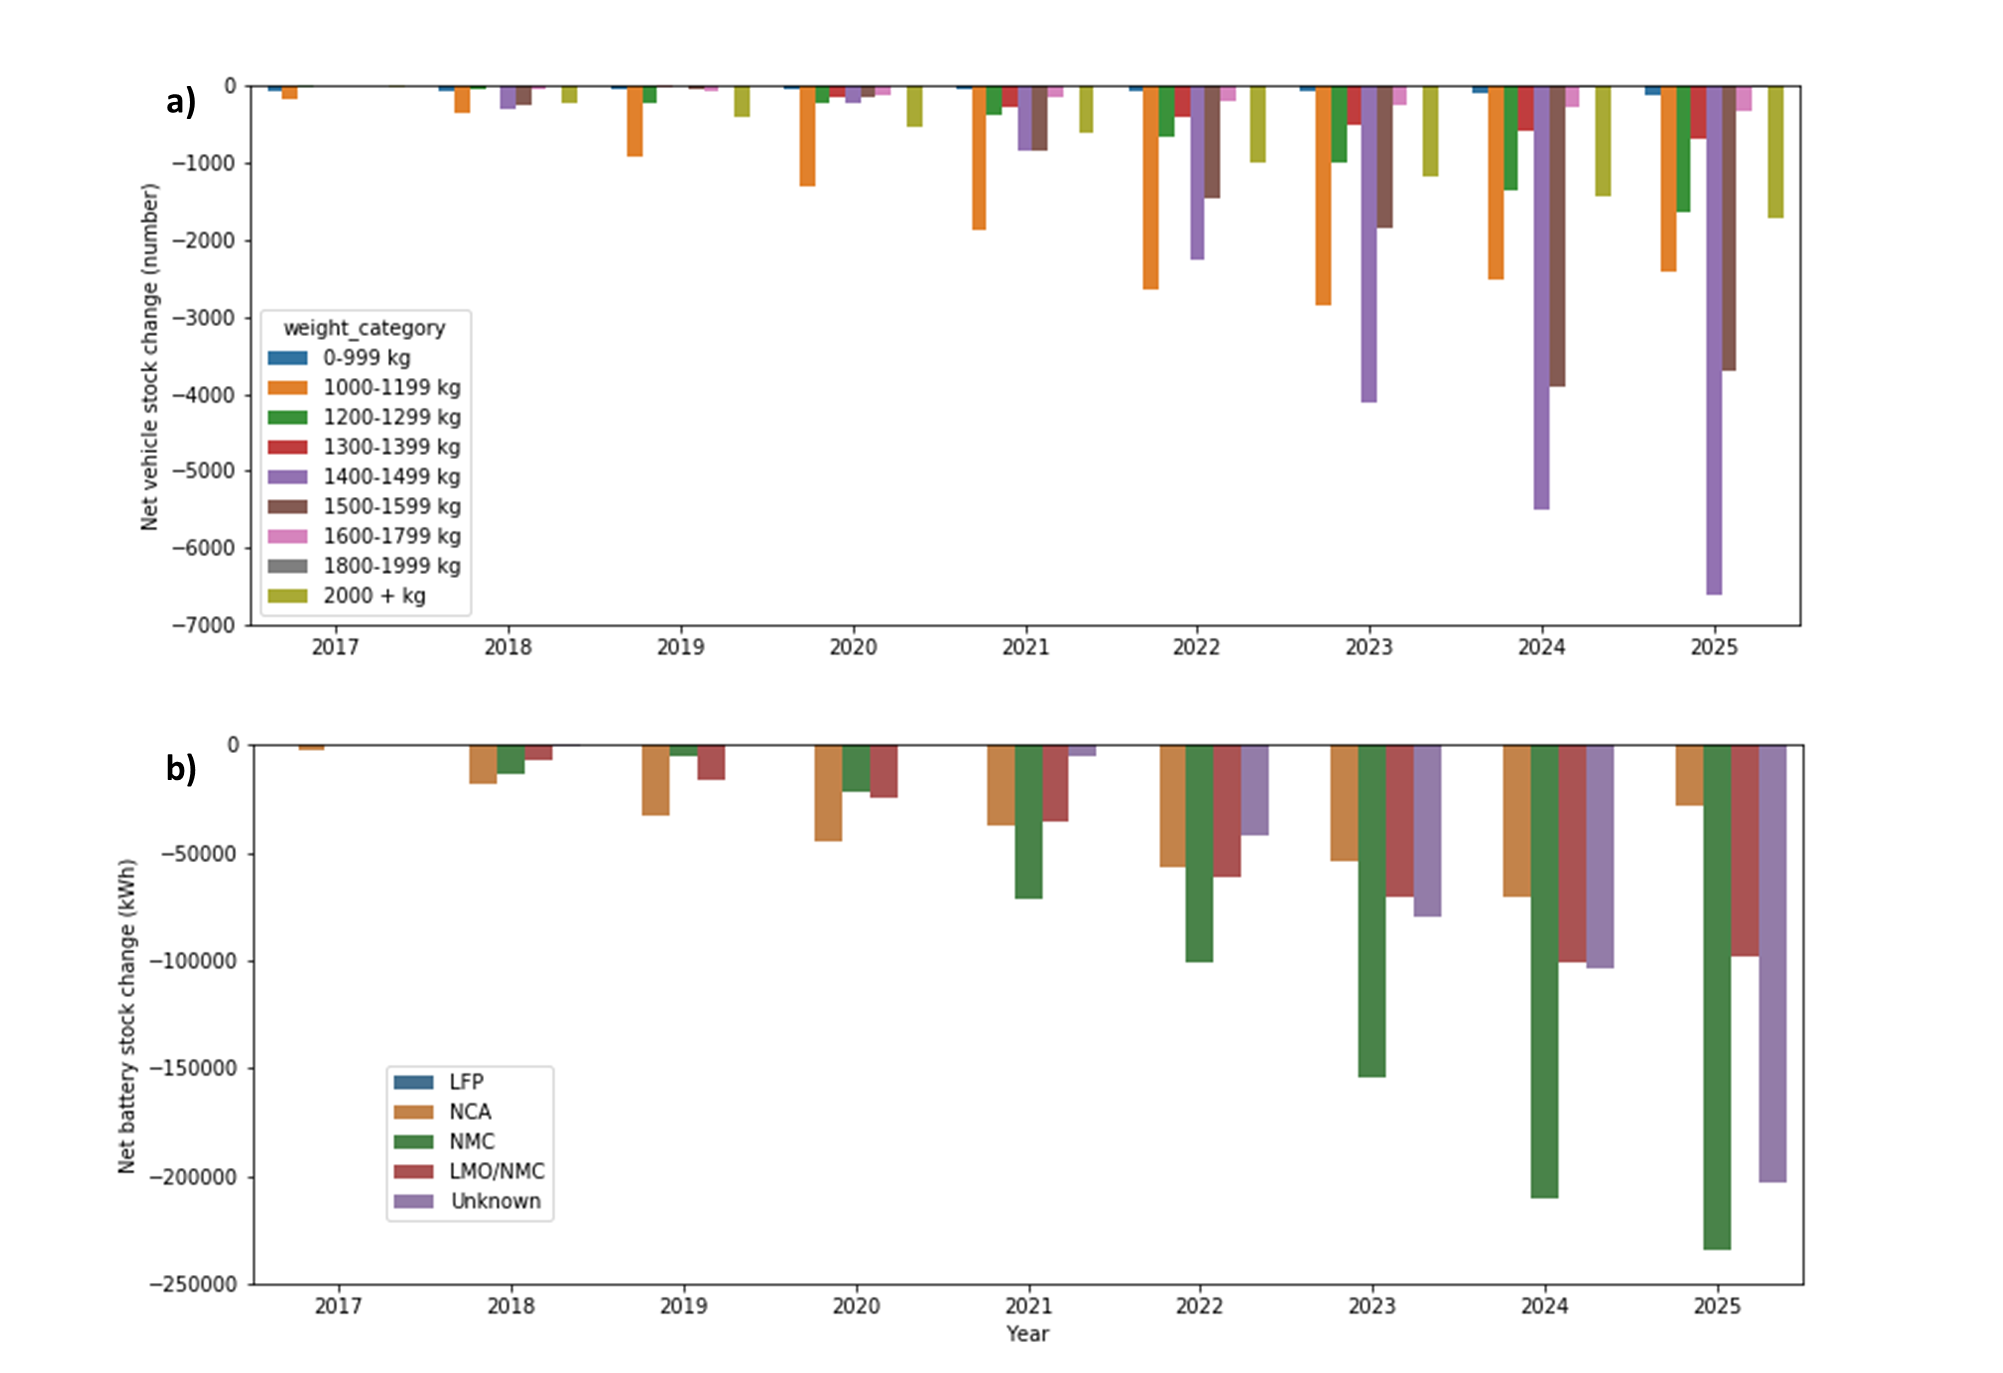 a)
Net vehicle stock change (number)
0
−1000
−2000
−3000
−4000
−5000
−6000
−7000
weight_category
0-999 kg
1000-1199 kg
1200-1299 kg
1300-1399 kg
1400-1499 kg
1500-1599 kg
1600-1799 kg
1800-1999 kg
2000 + kg
2017 2018 2019 2020 2021 2022 2023 2024 2025
b)
Net battery stock change (kWh)
0
−50000
−100000
−150000
−200000
−250000
LFP
NCA
NMC
LMO/NMC
Unknown
2017 2018 2019 2020 2021 2022 2023 2024 2025
Year